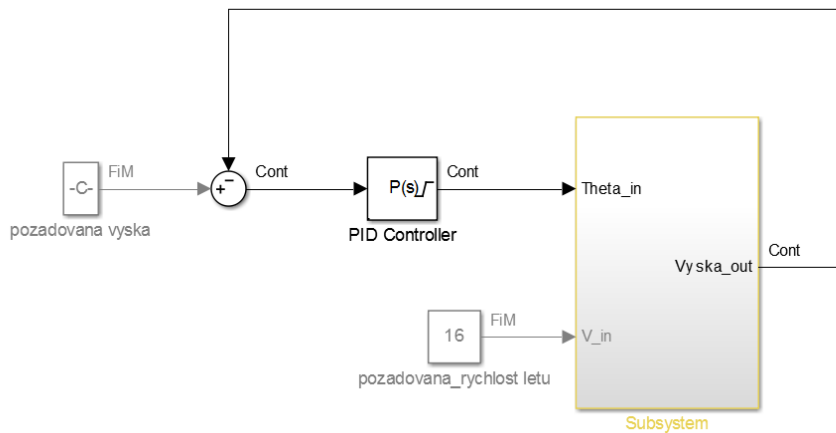 FiM
-C-
pozadovana vyska
+
−
Cont
P(s)
PID Controller
Cont
Theta_in
Vyska_out
Cont
FiM
16
pozadovana_rychlost letu
V_in
Subsystem